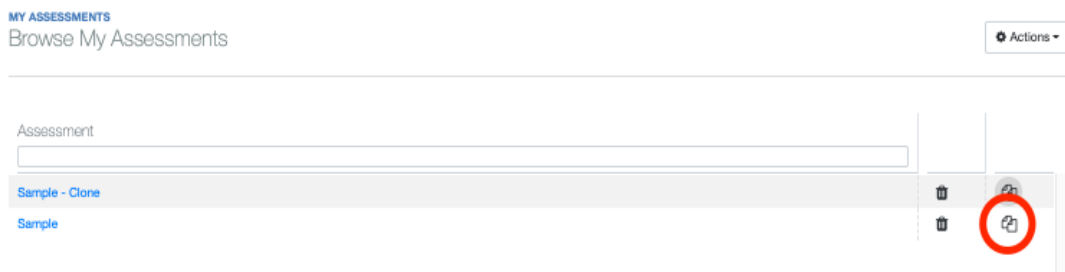 MY ASSESSMENTS
Browse My Assessments
Actions
Assessment
Sample - Clone
Sample